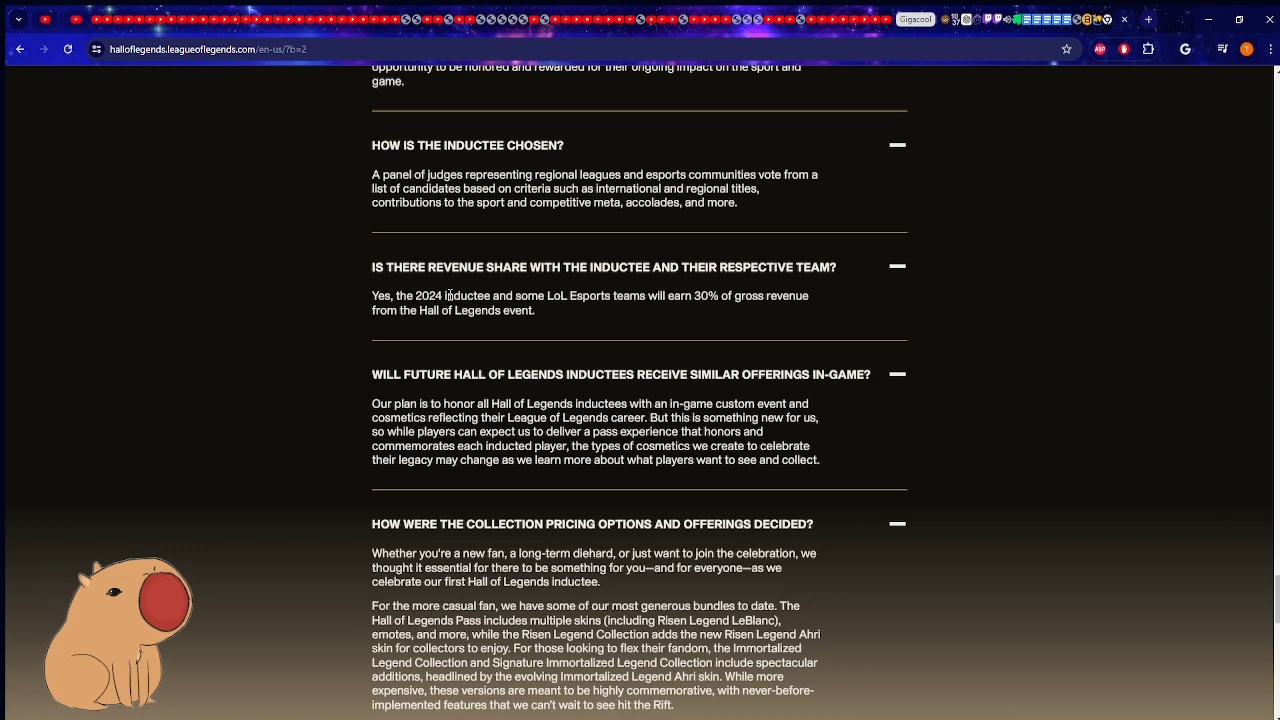 Gigacool
halloflegends.leagueoflegends.com/en-us/?b=2
opportunity to be honored and rewarded for their ongoing impact on the sport and
game.
HOW IS THE INDUCTEE CHOSEN?
A panel of judges representing regional leagues and esports communities vote from a
list of candidates based on criteria such as international and regional titles,
contributions to the sport and competitive meta, accolades, and more.
IS THERE REVENUE SHARE WITH THE INDUCTEE AND THEIR RESPECTIVE TEAM?
Yes, the 2024 inductee and some LoL Esports teams will earn 30% of gross revenue
from the Hall of Legends event.
WILL FUTURE HALL OF LEGENDS INDUCTEES RECEIVE SIMILAR OFFERINGS IN-GAME?
Our plan is to honor all Hall of Legends inductees with an in-game custom event and
cosmetics reflecting their League of Legends career. But this is something new for us,
so while players can expect us to deliver a pass experience that honors and
commemorates each inducted player, the types of cosmetics we create to celebrate
their legacy may change as we learn more about what players want to see and collect.
HOW WERE THE COLLECTION PRICING OPTIONS AND OFFERINGS DECIDED?
Whether you're a new fan, a long-term diehard, or just want to join the celebration, we
thought it essential for there to be something for you—and for everyone—as we
celebrate our first Hall of Legends inductee.
For the more casual fan, we have some of our most generous bundles to date. The
Hall of Legends Pass includes multiple skins (including Risen Legend LeBlanc),
emotes, and more, while the Risen Legend Collection adds the new Risen Legend Ahri
skin for collectors to enjoy. For those looking to flex their fandom, the Immortalized
Legend Collection and Signature Immortalized Legend Collection include spectacular
additions, headlined by the evolving Immortalized Legend Ahri skin. While more
expensive, these versions are meant to be highly commemorative, with never-before-
implemented features that we can't wait to see hit the Rift.